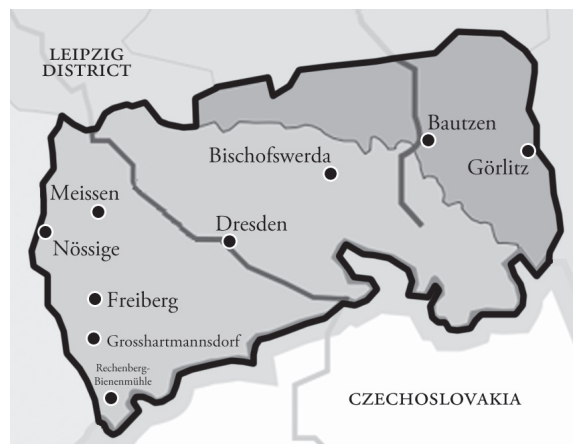 LEIPZIG
DISTRICT
Bautzen
Bischofswerda
Görlitz
Meissen
Dresden
Nössige
Freiberg
Grosshartmannsdorf
Rechenberg-
Bienenmühle
CZECHOSLOVAKIA